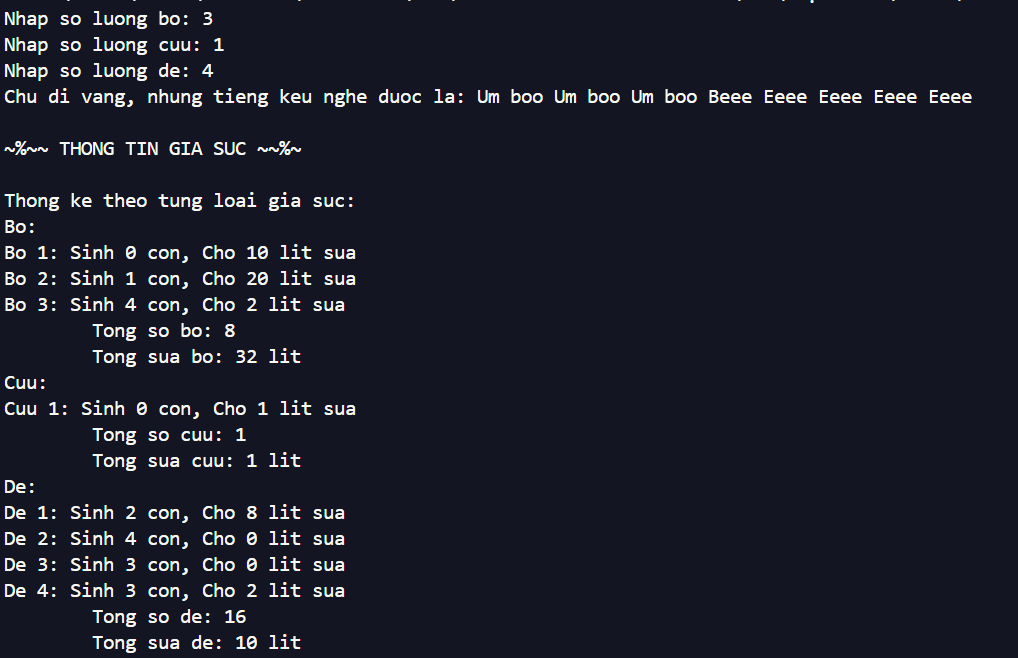 Nhap so luong bo: 3
Nhap so luong cuu: 1
Nhap so luong de: 4
Chu di vang, nhung tieng keu nghe duoc la: Um boo Um boo Um boo Beee Eeee Eeee Eeee Eeee
~%~~ THONG TIN GIA SUC ~~%~
Thong ke theo tung loai gia suc:
Bo:
Bo 1: Sinh 0 con, Cho 10 lit sua
Bo 2: Sinh 1 con, Cho 20 lit sua
Bo 3: Sinh 4 con, Cho 2 lit sua
Tong so bo: 8
Tong sua bo: 32 lit
Cuu:
Cuu 1: Sinh 0 con, Cho 1 lit sua
Tong so cuu: 1
Tong sua cuu: 1 lit
De:
De 1: Sinh 2 con, Cho 8 lit sua
De 2: Sinh 4 con, Cho 0 lit sua
De 3: Sinh 3 con, Cho 0 lit sua
De 4: Sinh 3 con, Cho 2 lit sua
Tong so de: 16
Tong sua de: 10 lit